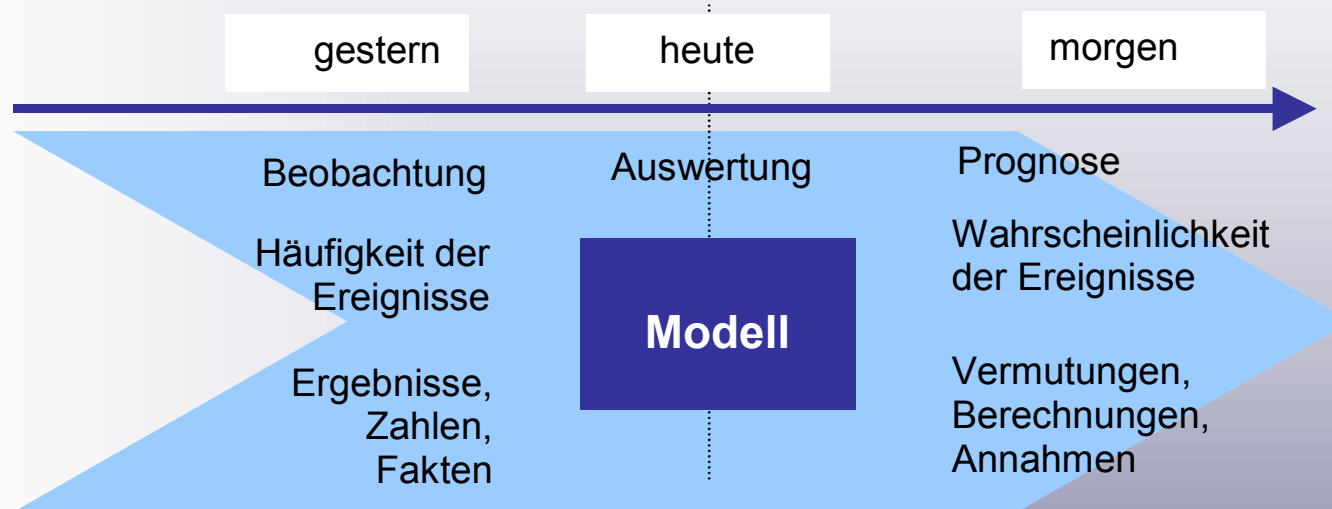 gestern
heute
morgen
Beobachtung
Auswertung
Prognose
Häufigkeit der
Ereignisse
Wahrscheinlichkeit
der Ereignisse
Modell
Ergebnisse,
Zahlen,
Fakten
Vermutungen,
Berechnungen,
Annahmen